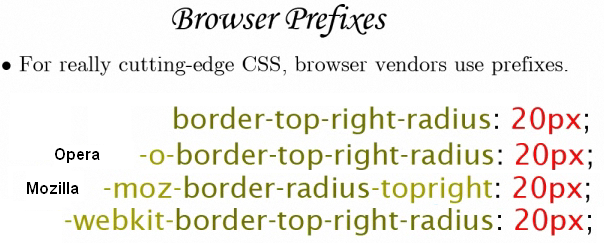 Browser Prefixes
• For really cutting-edge CSS, browser vendors use prefixes.
border-top-right-radius: 20px;
Opera -o-border-top-right-radius: 20px;
Mozilla -moz-border-radius-topright: 20px;
-webkit-border-top-right-radius: 20px;